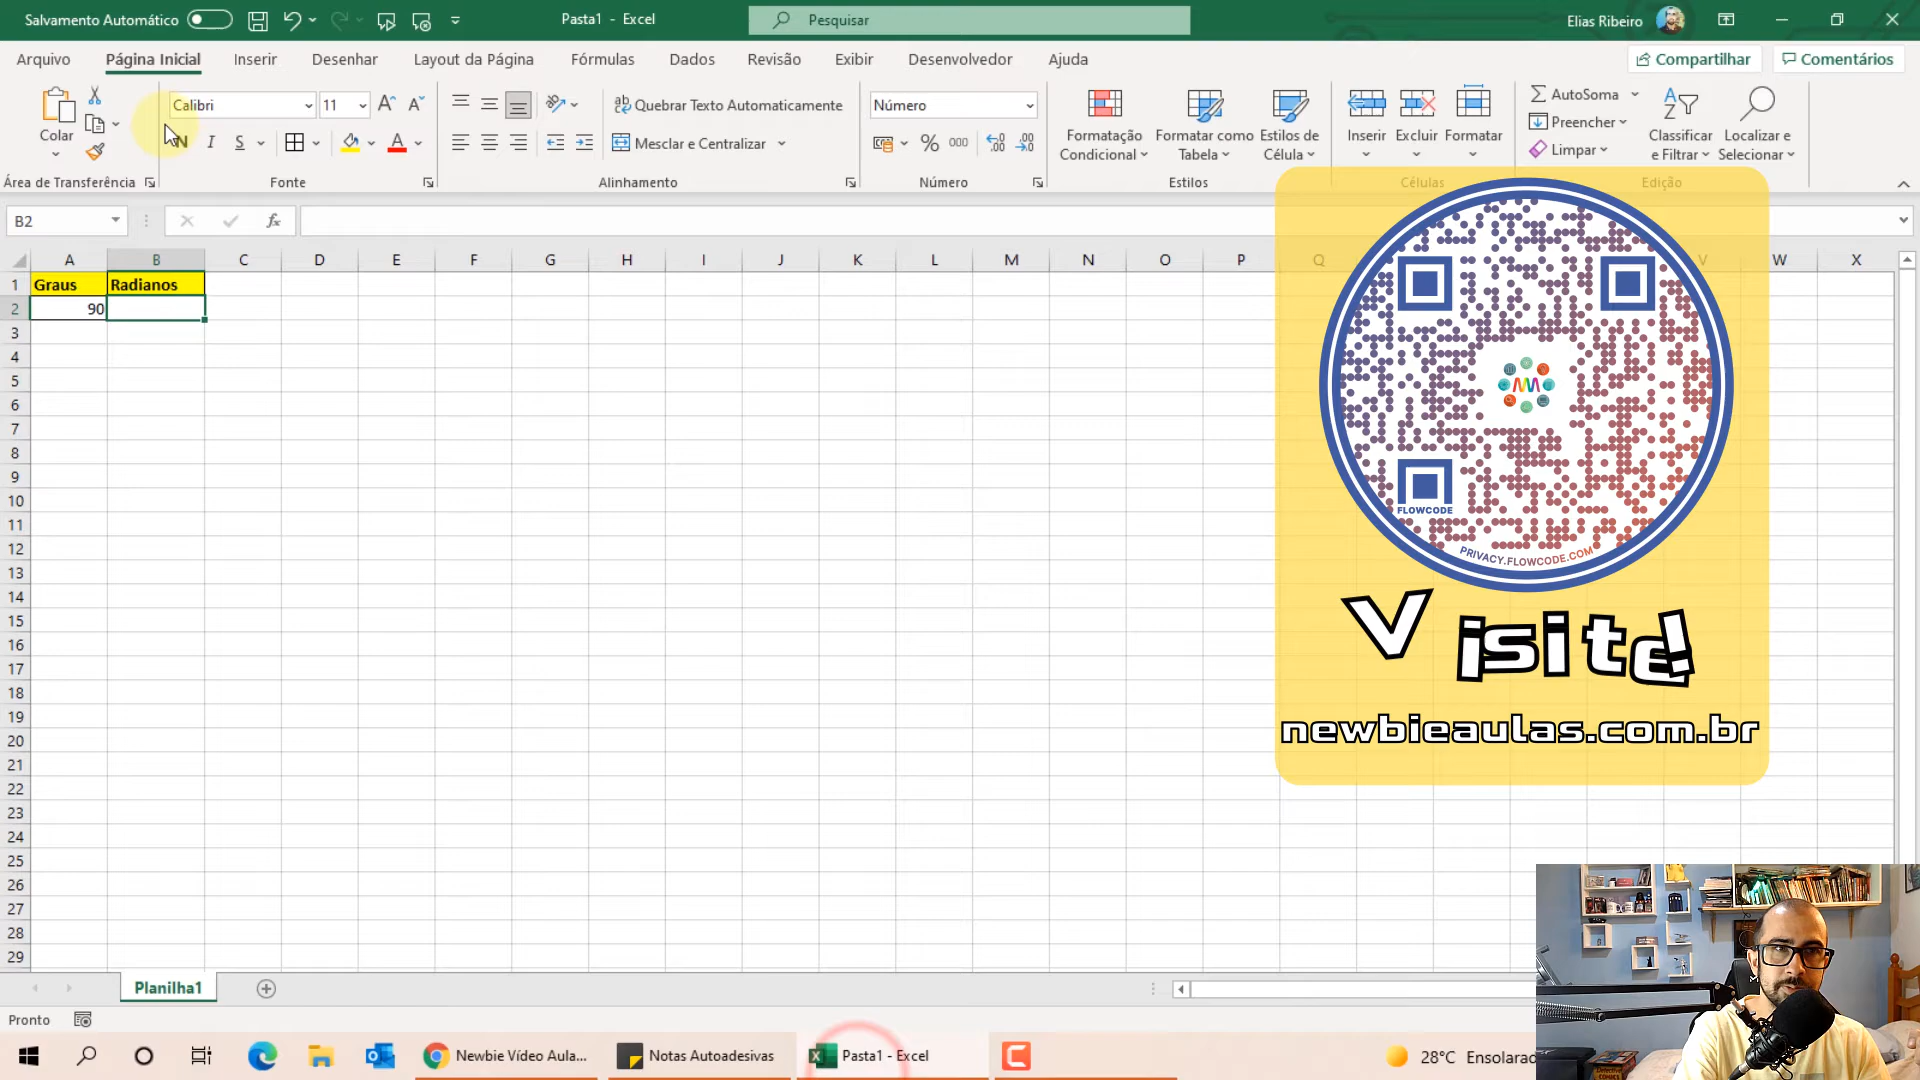 Salvamento Automático
Pasta1 - Excel
Pesquisar
Elias Ribeiro
Arquivo Página Inicial Inserir Desenhar Layout da Página Fórmulas Dados Revisão Exibir Desenvolvedor Ajuda
Compartilhar Comentários
Colar
Calibri 11
N I S
Quebrar Texto Automaticamente
Mesclar e Centralizar
Número
% 000
Formatação Condicional
Formatar como Tabela
Estilos de Célula
Inserir Excluir Formatar
AutoSoma
Preencher
Limpar
Classificar e Filtrar
Localizar e Selecionar
Área de Transferência Fonte Alinhamento Número Estilos Células Edição
B2 fx
A B C D E F G H I J K L M N O P Q V W X
1 Graus Radianos
2 90
3
4
5
6
7
8
9
10
11
12
13
14
15
16
17
18
19
20
21
22
23
24
25
26
27
28
29
FLOWCODE
PRIVACY.FLOWCODE.COM
Visite!
newbieaulas.com.br
Planilha1
Pronto
Newbie Vídeo Aula...
Notas Autoadesivas
Pasta1 - Excel
28°C Ensolarado